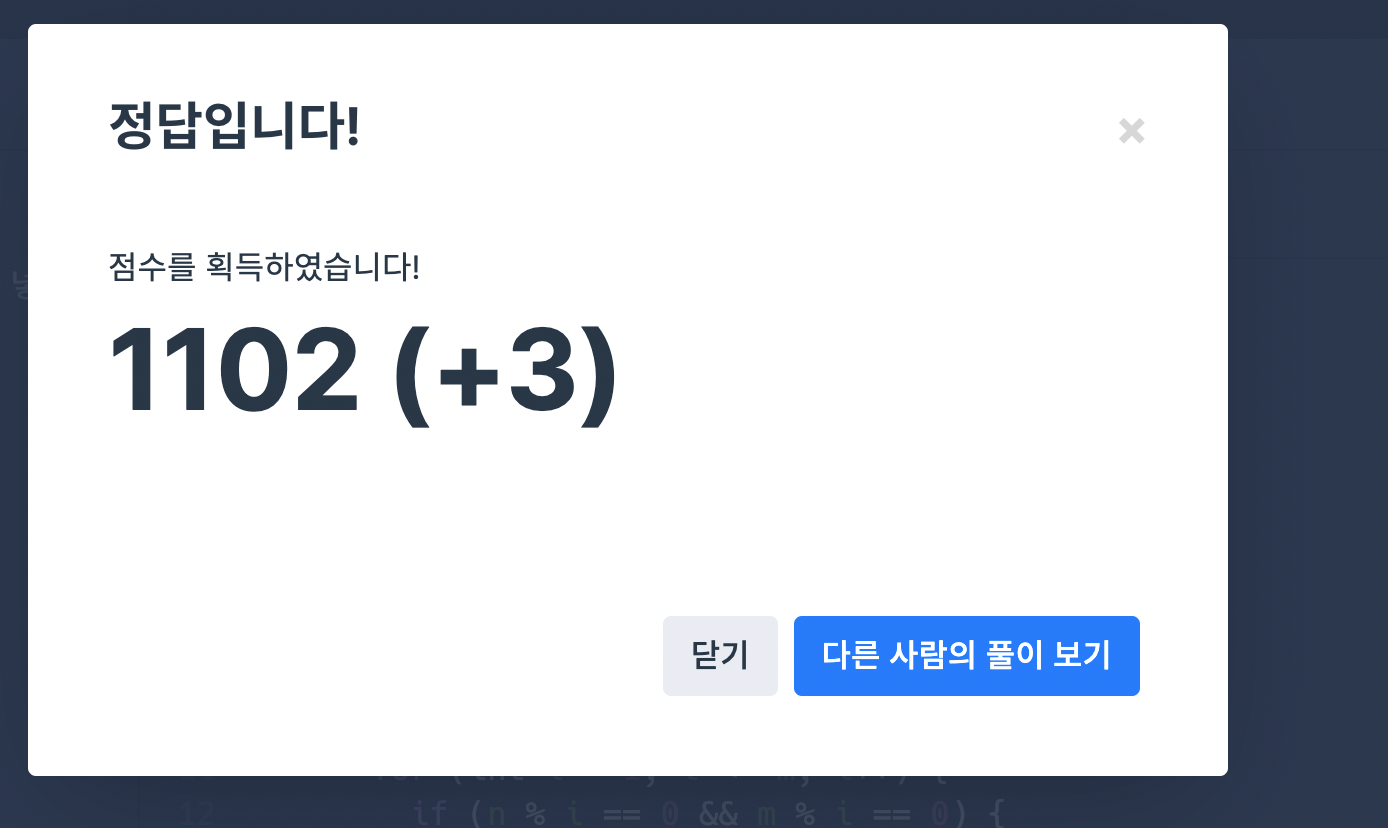 정답입니다!
점수를 획득하였습니다!
1102 (+3)
닫기
다른 사람의 풀이 보기
12 if (n % i == 0 && m % i == 0) {